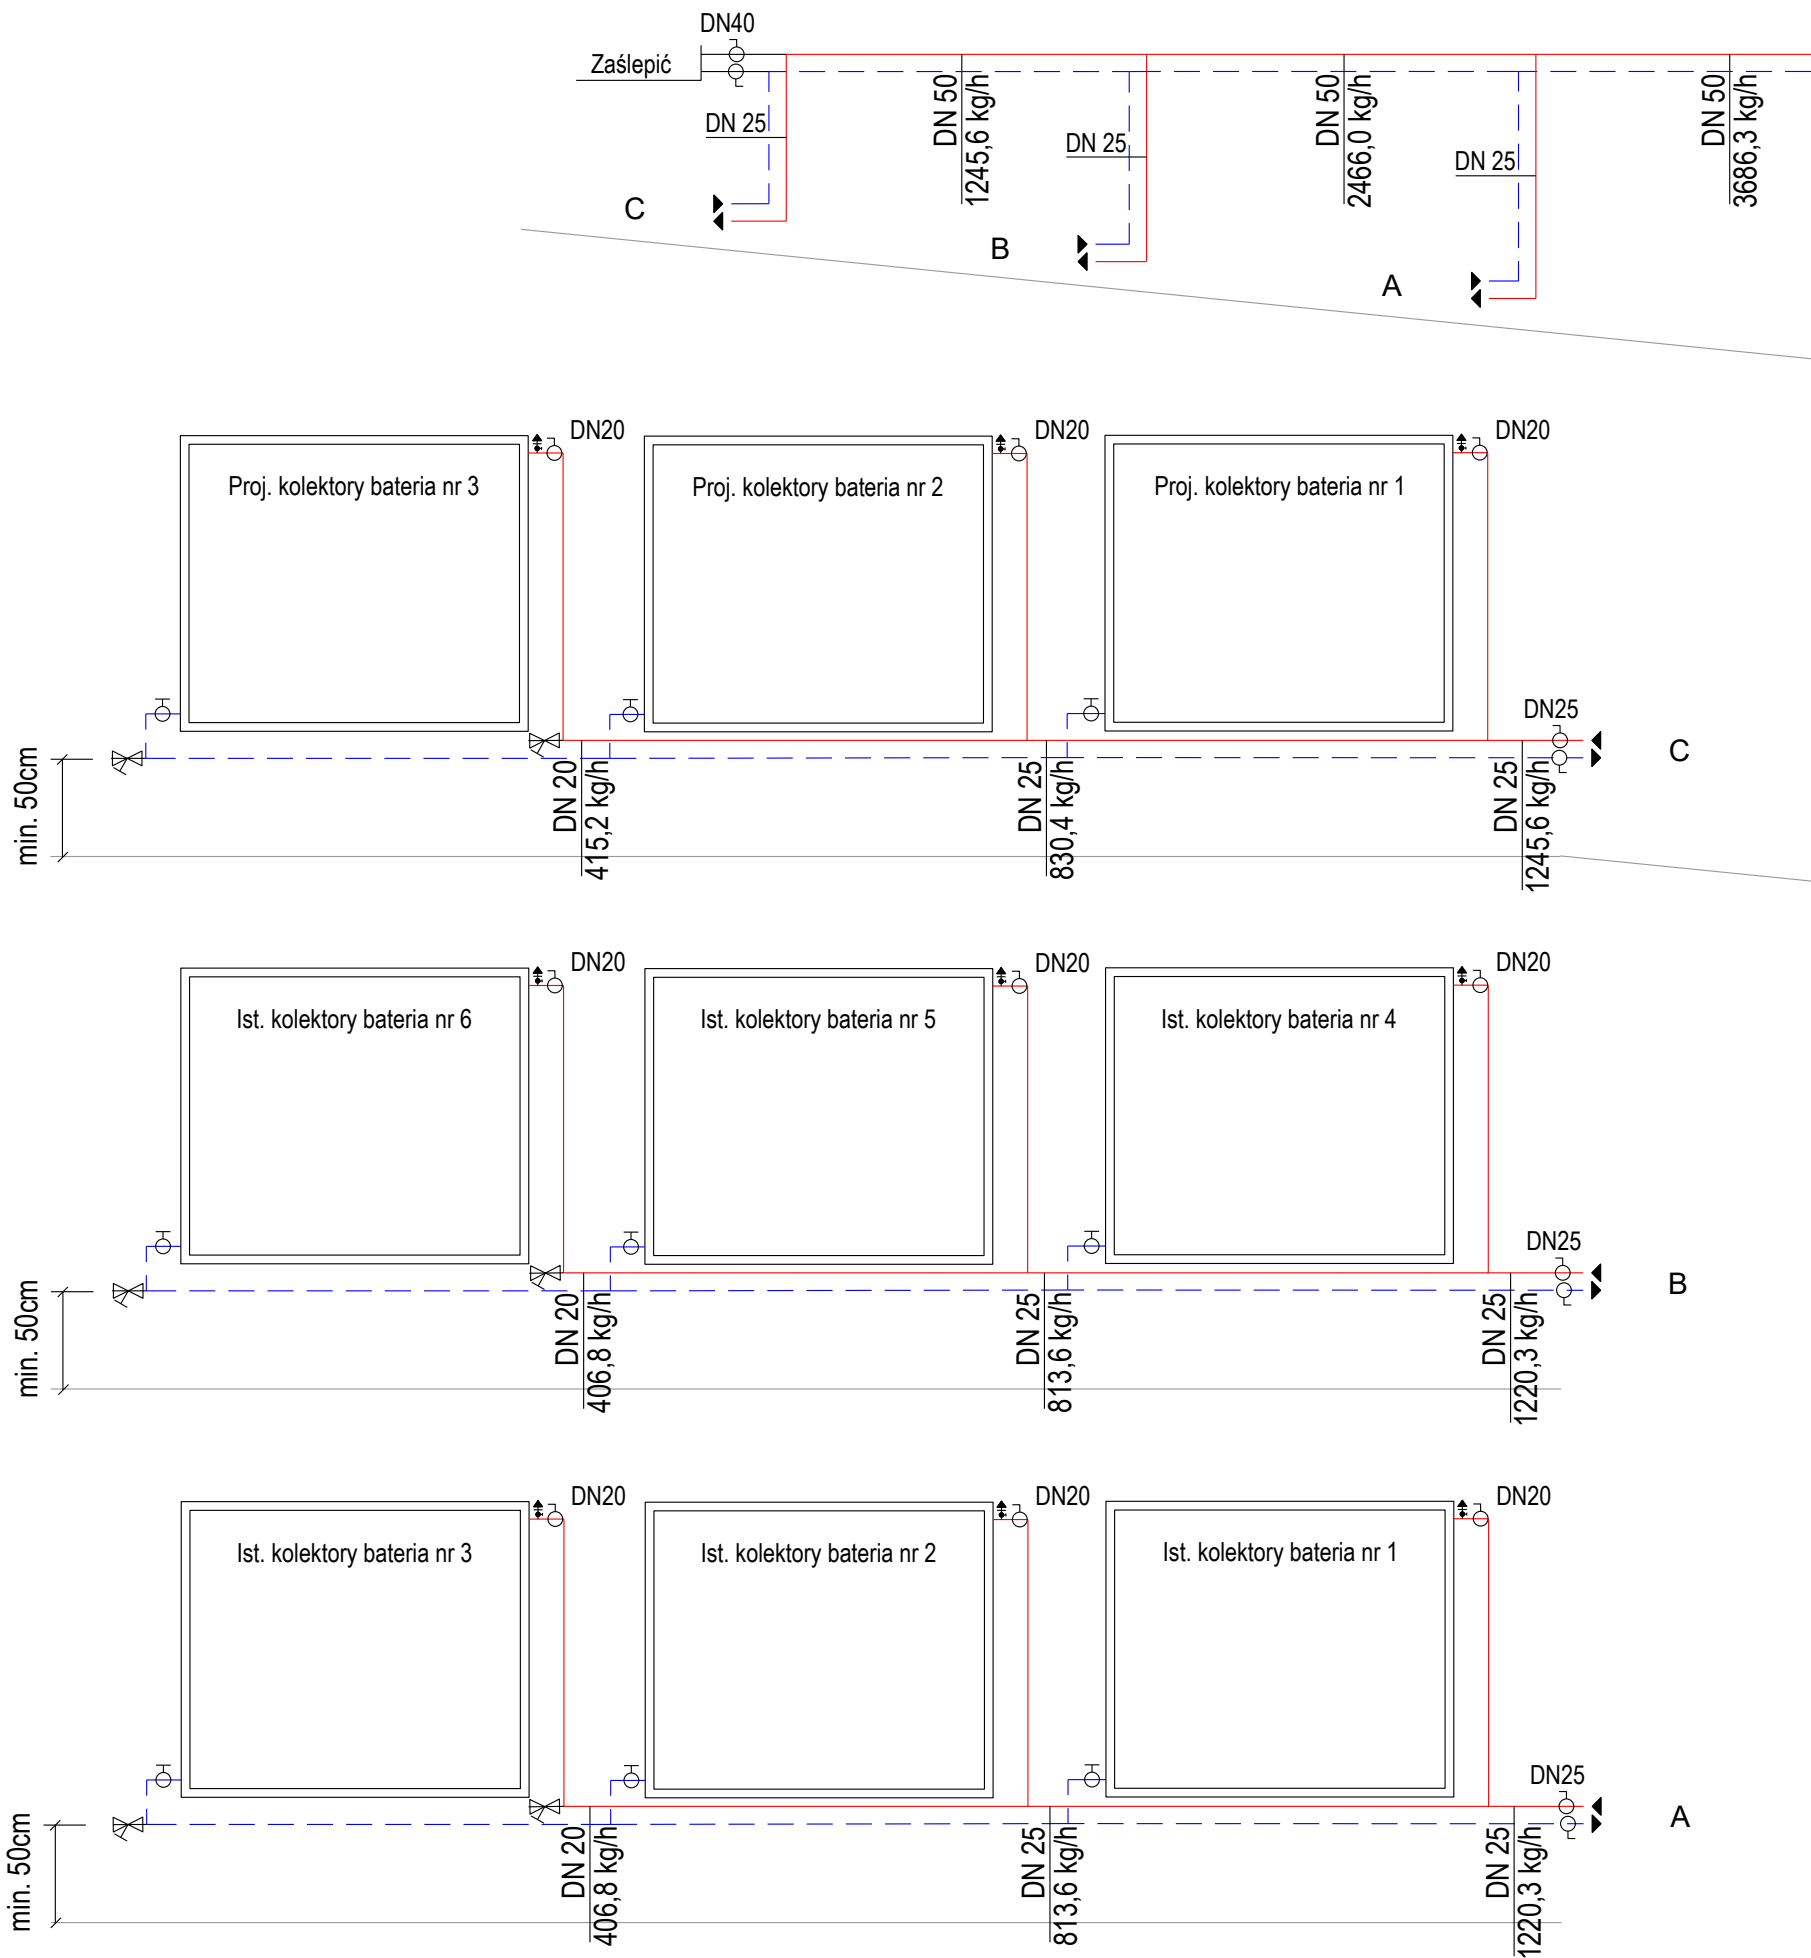 DN40
Zaślepić
DN 25
DN 50
1245,6 kg/h
DN 25
DN 50
2466,0 kg/h
DN 25
DN 50
3686,3 kg/h
C
B
A
DN20
DN20
DN20
Proj. kolektory bateria nr 3
Proj. kolektory bateria nr 2
Proj. kolektory bateria nr 1
DN25
C
min. 50cm
DN 20
415,2 kg/h
DN 25
830,4 kg/h
DN 25
1245,6 kg/h
DN20
DN20
DN20
Ist. kolektory bateria nr 6
Ist. kolektory bateria nr 5
Ist. kolektory bateria nr 4
DN25
B
min. 50cm
DN 20
406,8 kg/h
DN 25
813,6 kg/h
DN 25
1220,3 kg/h
DN20
DN20
DN20
Ist. kolektory bateria nr 3
Ist. kolektory bateria nr 2
Ist. kolektory bateria nr 1
DN25
A
min. 50cm
DN 20
406,8 kg/h
DN 25
813,6 kg/h
DN 25
1220,3 kg/h